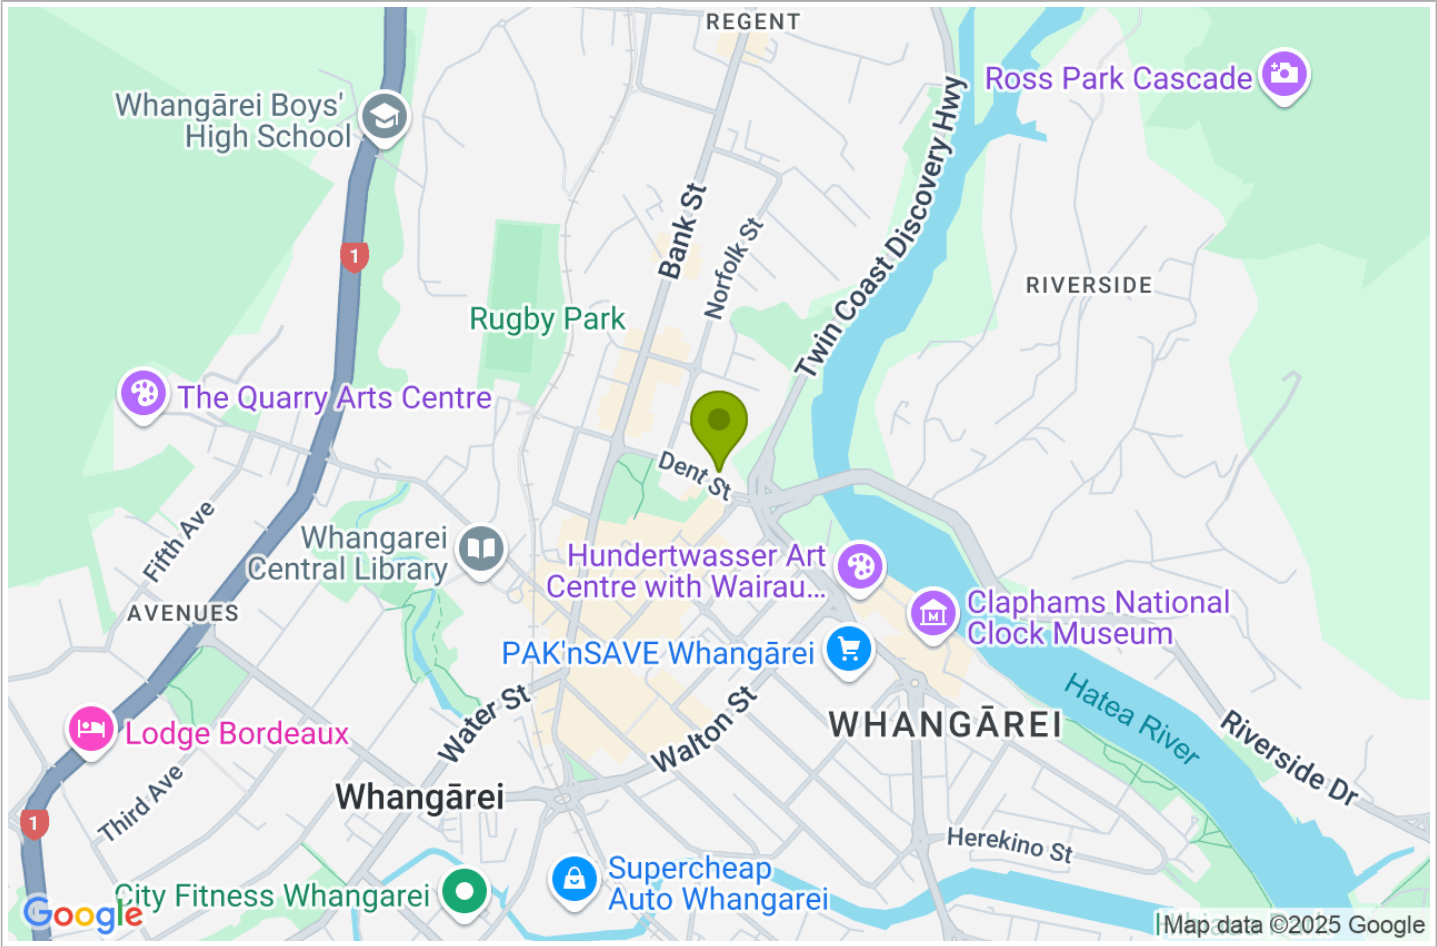 REGENT
Ross Park Cascade
Whangārei Boys'
High School
Twin Coast Discovery Hwy
Bank St
Norfolk St
1
RIVERSIDE
Rugby Park
The Quarry Arts Centre
Dent St
Fifth Ave
Whangarei
Central Library
Hundertwasser Art
Centre with Wairau...
AVENUES
Claphams National
Clock Museum
PAK'nSAVE Whangārei
Water St
Walton St
WHANGĀREI
Hatea River
Riverside Dr
Lodge Bordeaux
Third Ave
Whangārei
1
Herekino St
Supercheap
Auto Whangarei
City Fitness Whangarei
Google
Map data ©2025 Google